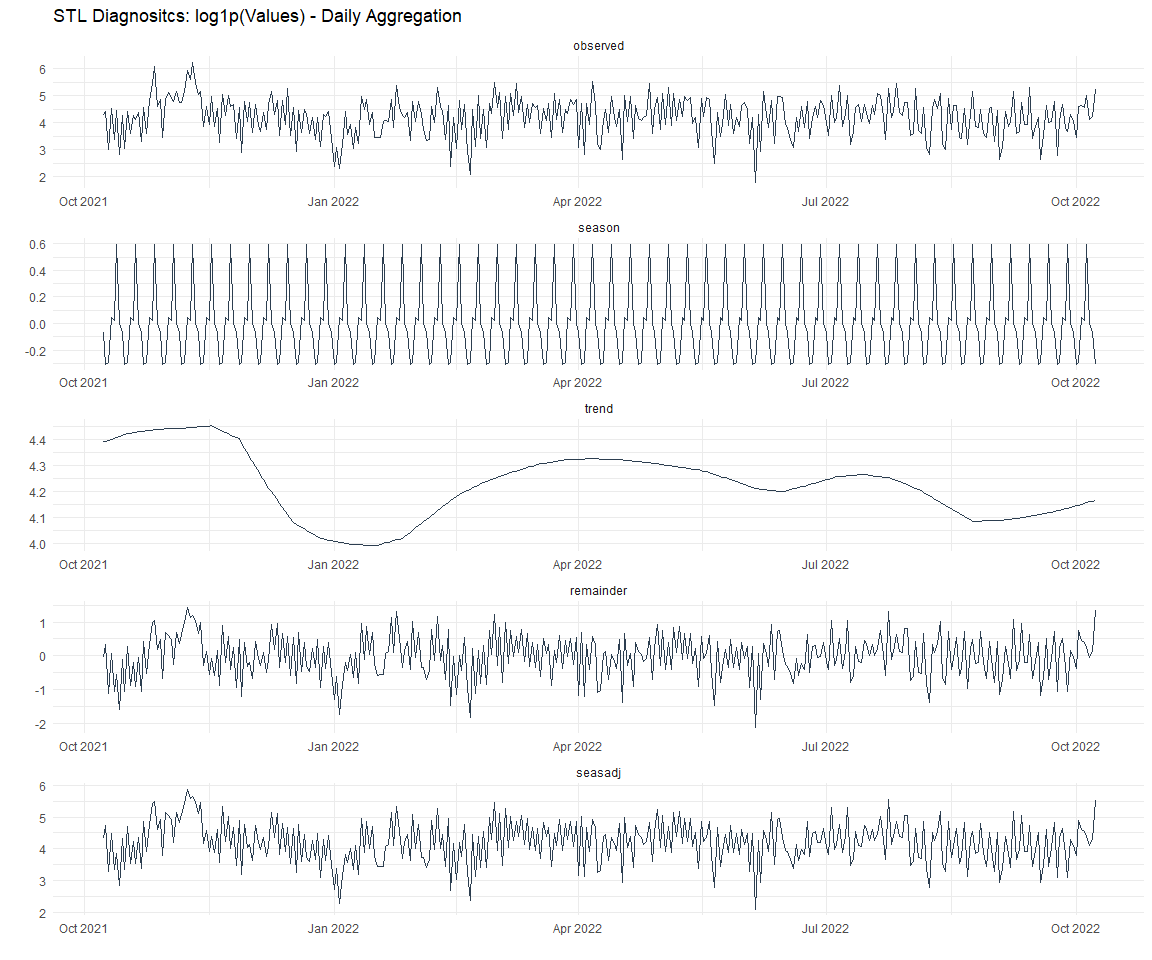 STL Diagnositcs: log1p(Values) - Daily Aggregation
observed
6
5
4
3
2
Oct 2021 Jan 2022 Apr 2022 Jul 2022 Oct 2022
season
0.6
0.4
0.2
0.0
-0.2
Oct 2021 Jan 2022 Apr 2022 Jul 2022 Oct 2022
trend
4.4
4.3
4.2
4.1
4.0
Oct 2021 Jan 2022 Apr 2022 Jul 2022 Oct 2022
remainder
1
0
-1
-2
Oct 2021 Jan 2022 Apr 2022 Jul 2022 Oct 2022
seasadj
6
5
4
3
2
Oct 2021 Jan 2022 Apr 2022 Jul 2022 Oct 2022